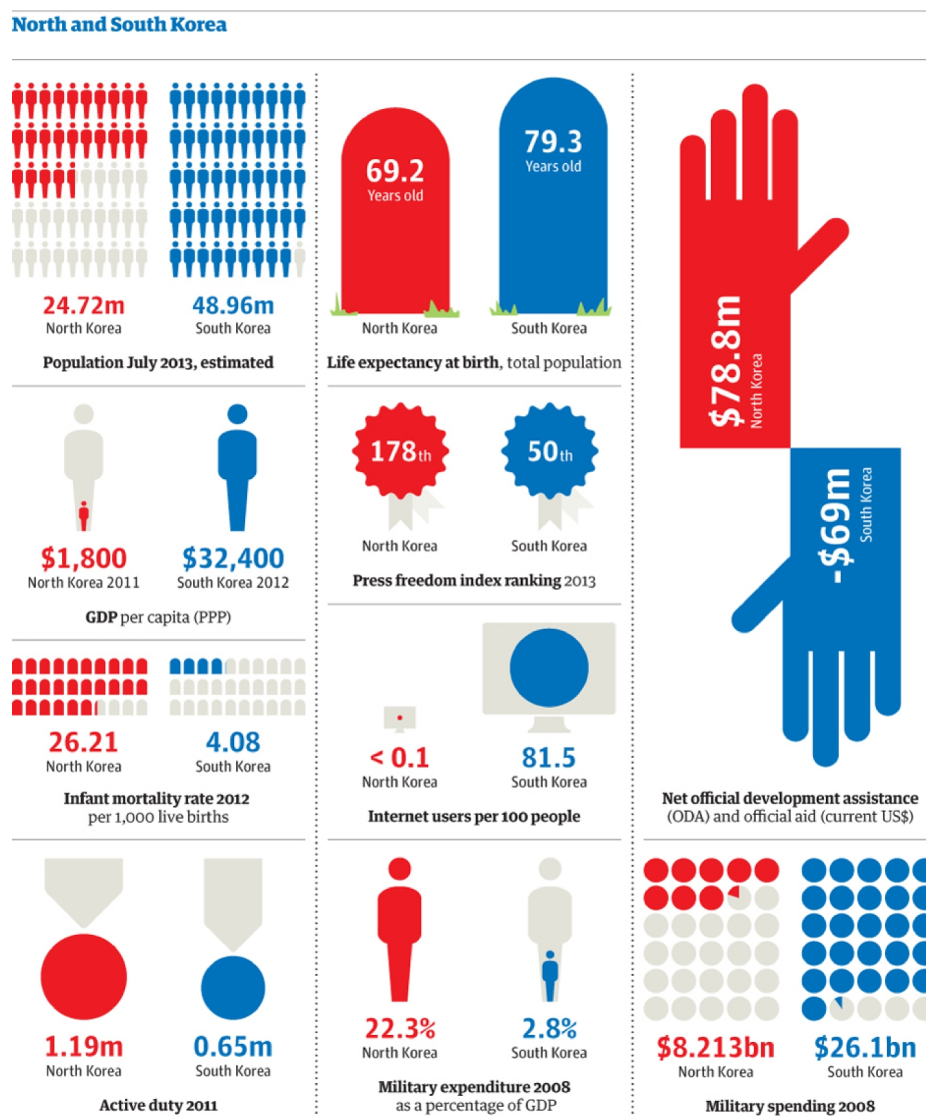 North and South Korea
24.72m
North Korea
48.96m
South Korea
Population July 2013, estimated
$1,800
North Korea 2011
$32,400
South Korea 2012
GDP per capita (PPP)
26.21
North Korea
4.08
South Korea
Infant mortality rate 2012
per 1,000 live births
1.19m
North Korea
0.65m
South Korea
Active duty 2011
69.2
Years old
North Korea
79.3
Years old
South Korea
Life expectancy at birth, total population
178th
North Korea
50th
South Korea
Press freedom index ranking 2013
< 0.1
North Korea
81.5
South Korea
Internet users per 100 people
22.3%
North Korea
2.8%
South Korea
Military expenditure 2008
as a percentage of GDP
$78.8m
North Korea
-$69m
South Korea
Net official development assistance
(ODA) and official aid (current US$)
$8.213bn
North Korea
$26.1bn
South Korea
Military spending 2008